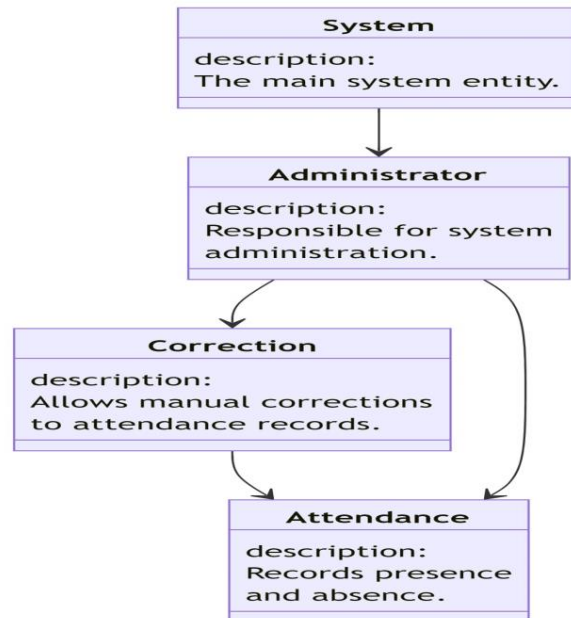 System
description:
The main system entity.
Administrator
description:
Responsible for system
administration.
Correction
description:
Allows manual corrections
to attendance records.
Attendance
description:
Records presence
and absence.